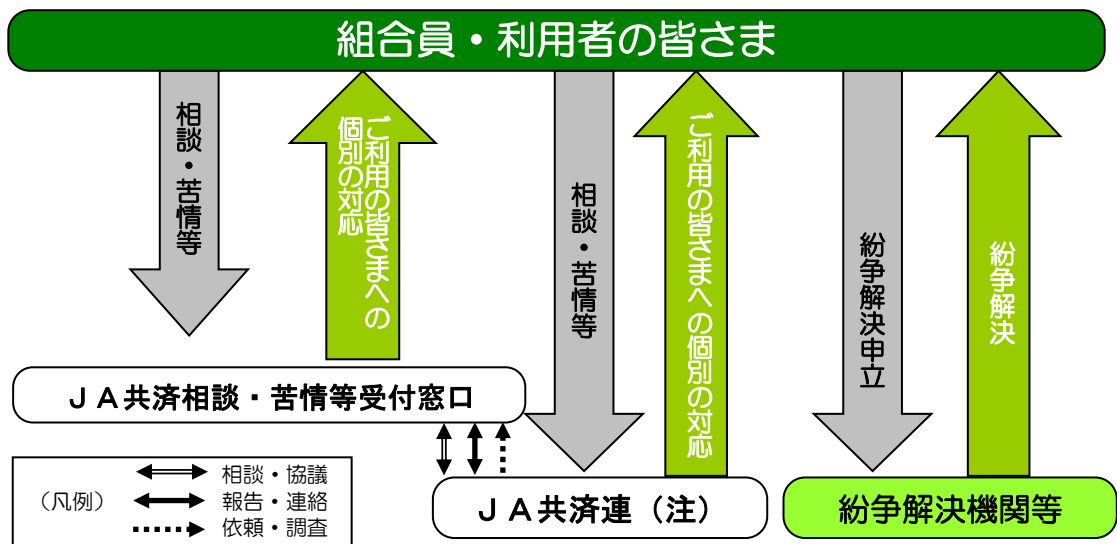 組合員・利用者の皆さま
相談・苦情等
ご利用の皆さまへの
個別の対応
相談・苦情等
ご利用の皆さまへの個別の対応
紛争解決申立
紛争解決
ＪＡ共済相談・苦情等受付窓口
ＪＡ共済連（注）
紛争解決機関等
（凡例）
相談・協議
報告・連絡
依頼・調査